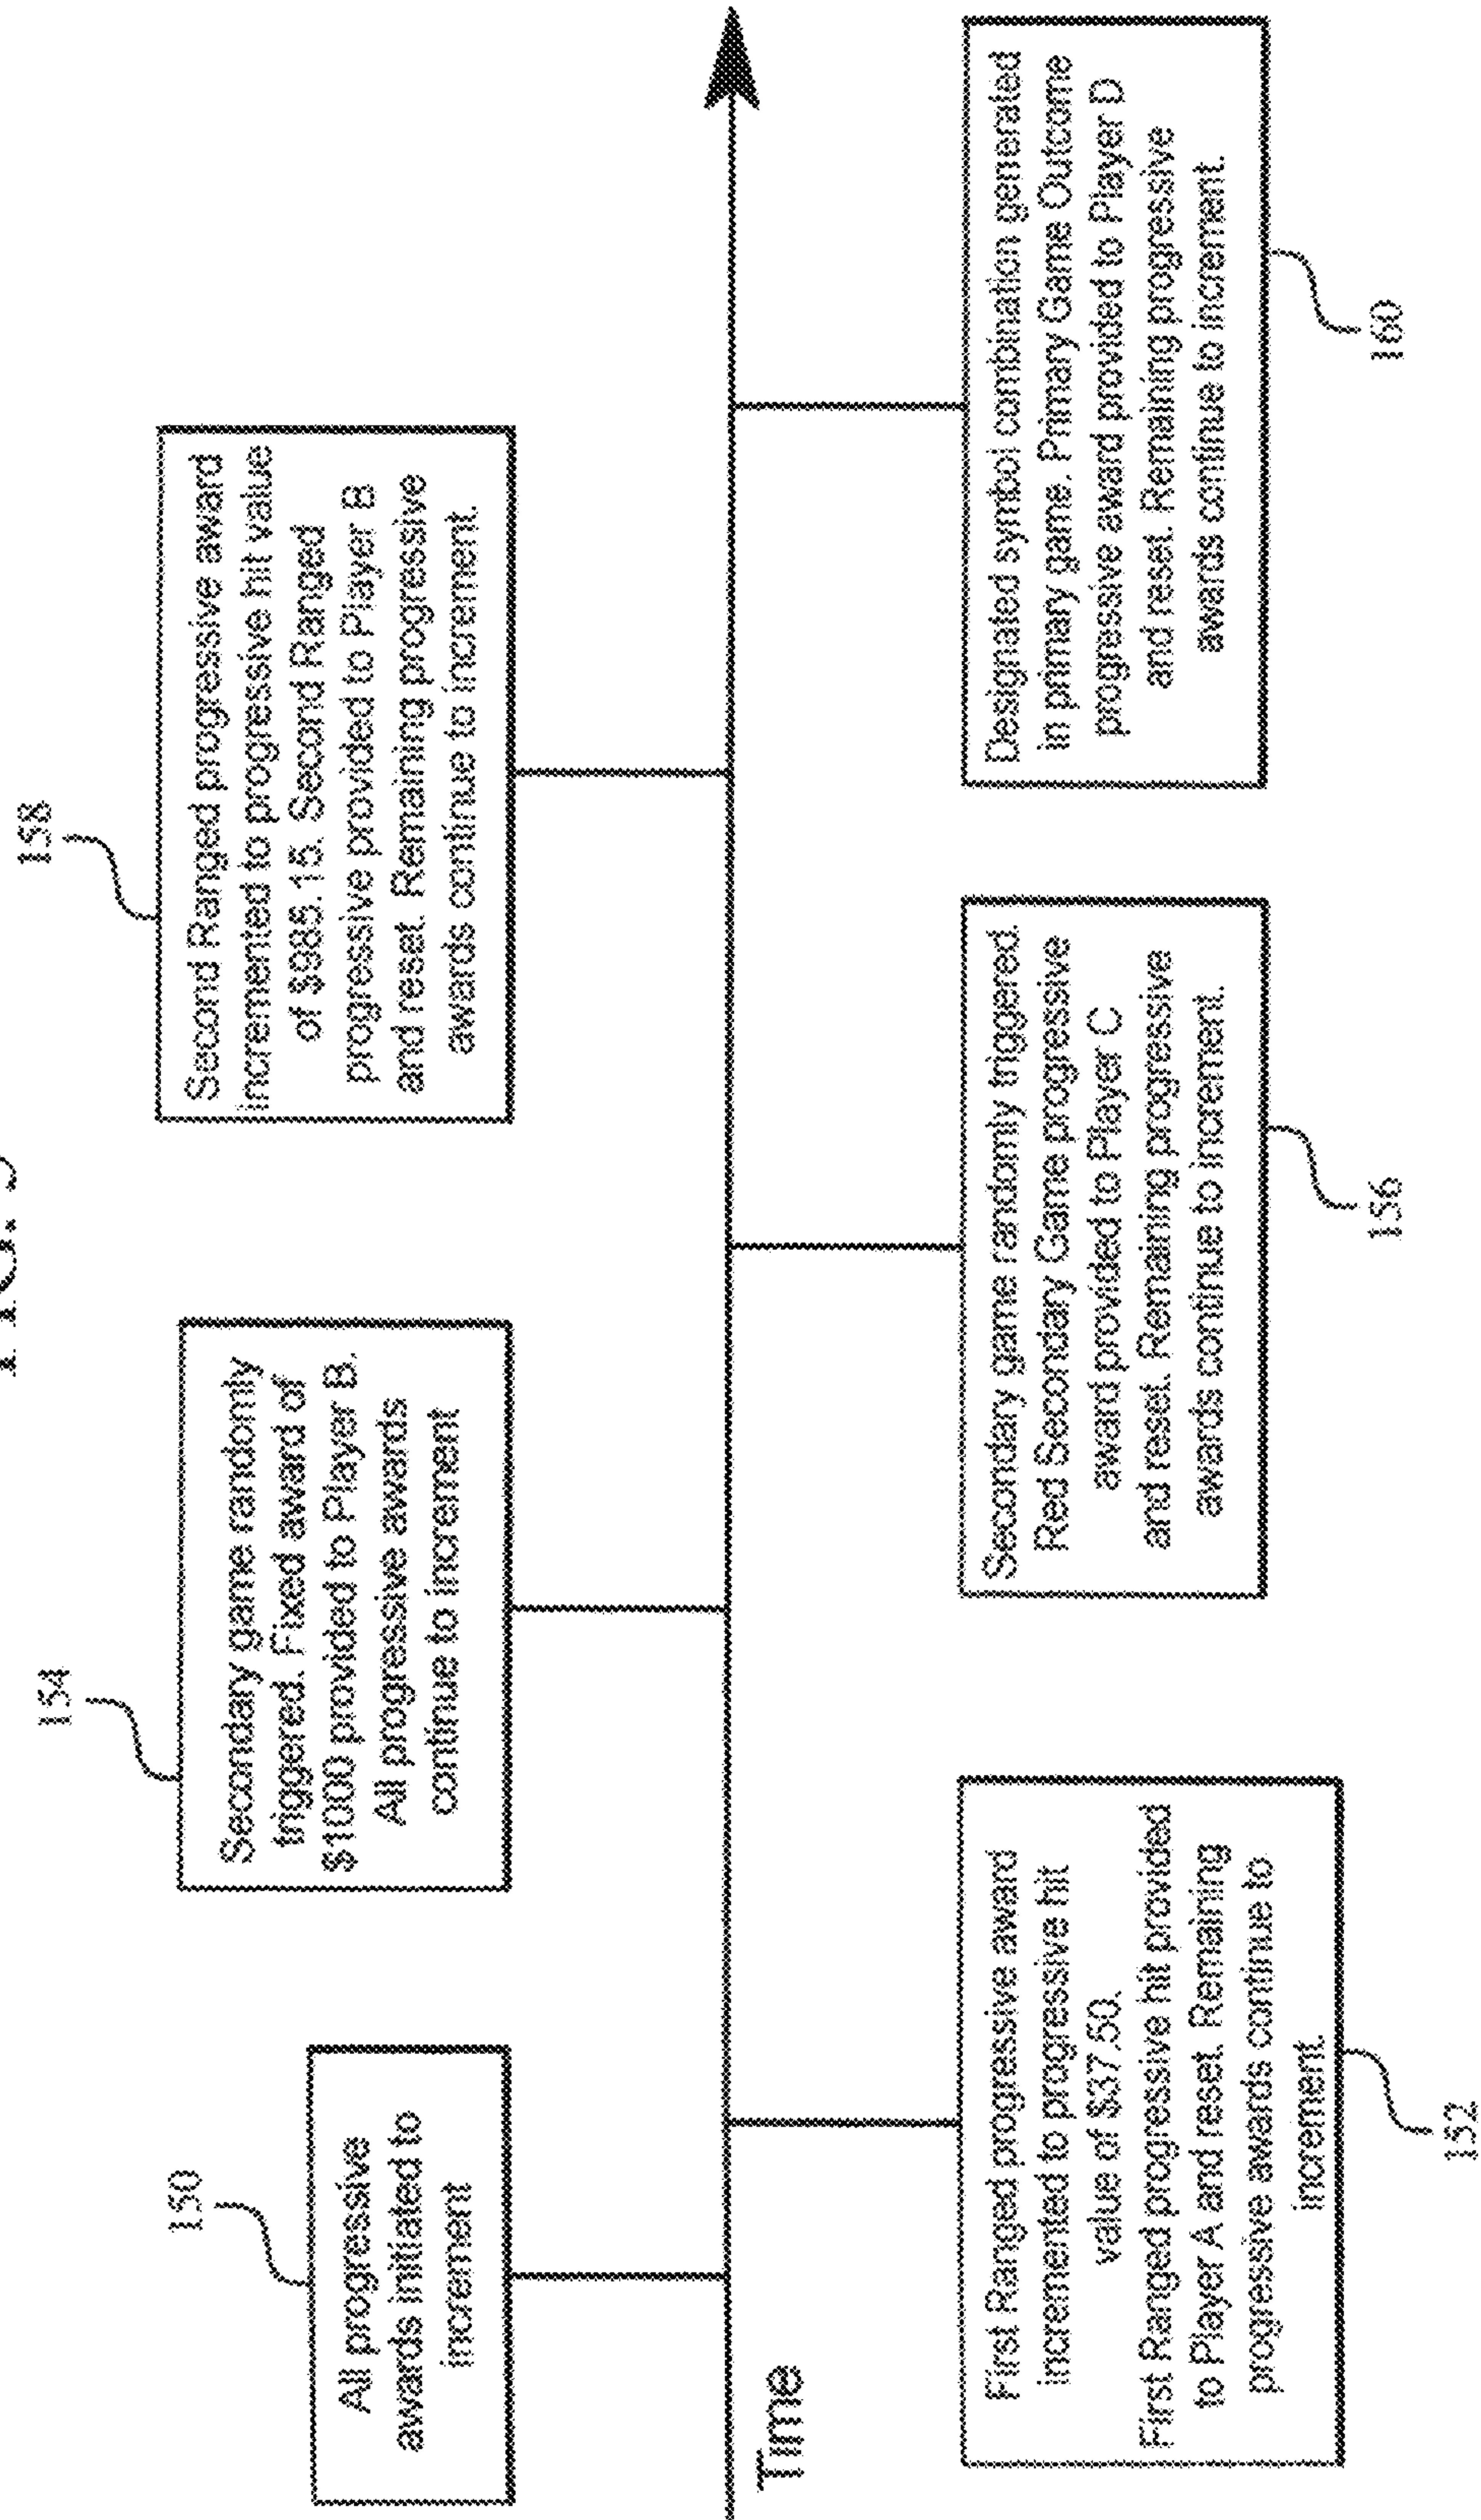 150
All progressive
awards initiated to
increment
Time
First Ranged progressive award
incremented to progressive hit
value of $37.50.
First Ranged progressive hit provided
to Player A and reset. Remaining
progressive awards continue to
increment.
152
154
Secondary game randomly
triggered. Fixed award of
$1000 provided to Player B.
All progressive awards
continue to increment
Secondary game randomly triggered.
Red Secondary Game progressive
award provided to Player C
and reset. Remaining progressive
awards continue to increment.
156
158
Second Ranged progressive award
incremented to progressive hit value
of $985.15. Second Ranged
progressive provided to Player B
and reset. Remaining progressive
awards continue to increment.
Designated symbol combination generated
in primary game. Primary Game Outcome
progressive award provided to Player D
and reset. Remaining progressive
awards continue to increment.
160